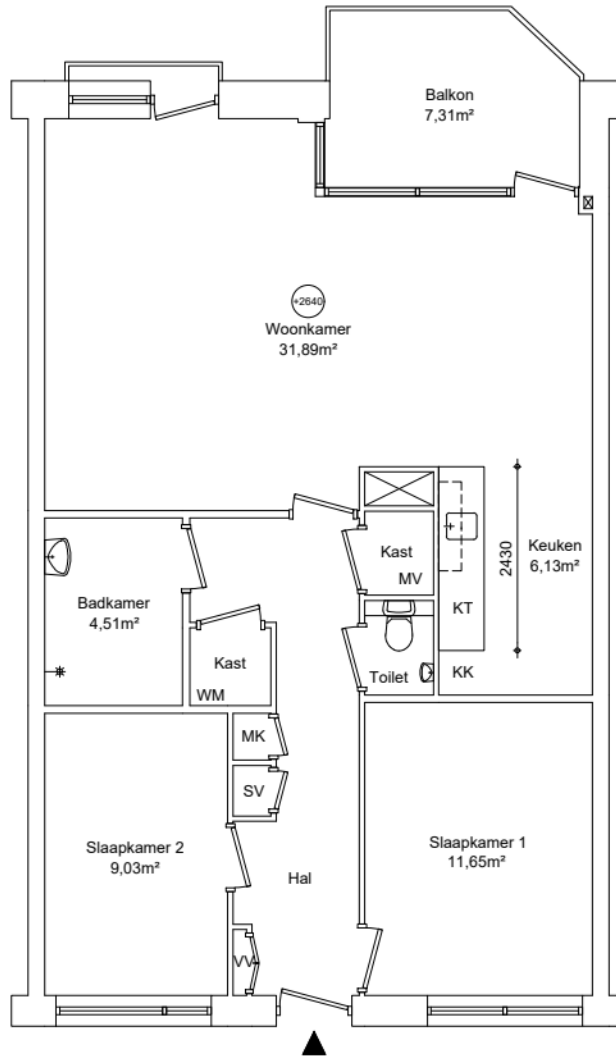 Balkon
7,31m²
+2640
Woonkamer
31,89m²
Kast
MV
2430
Keuken
6,13m²
Badkamer
4,51m²
KT
Kast
WM
Toilet
KK
MK
SV
Slaapkamer 2
9,03m²
Slaapkamer 1
11,65m²
Hal
VV